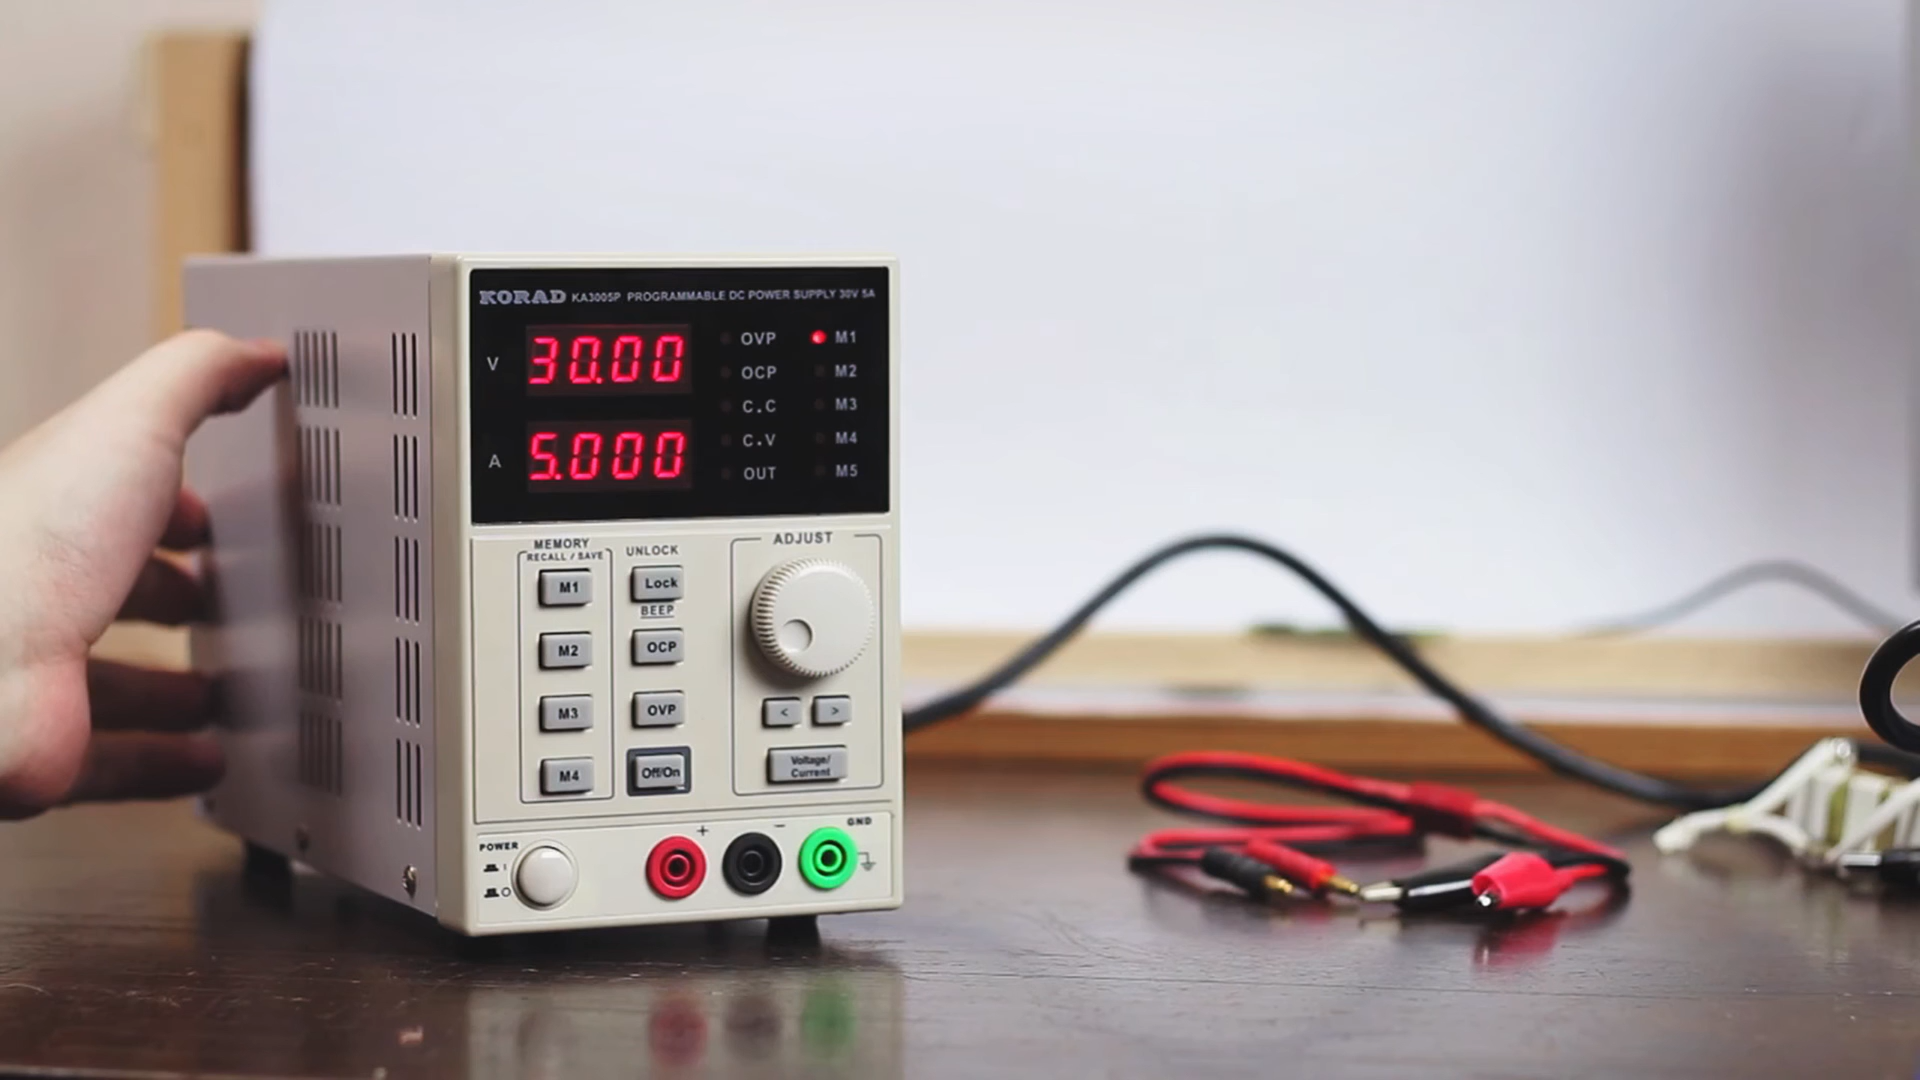 KORAD KA3005P PROGRAMMABLE DC POWER SUPPLY 30V 5A
V 30.00
A 5.000
OVP M1
OCP M2
C.C M3
C.V M4
OUT M5
MEMORY
RECALL / SAVE
M1
M2
M3
M4
UNLOCK
Lock
BEEP
OCP
OVP
Off/On
ADJUST
< >
Voltage/
Current
POWER
I
O
+ − GND